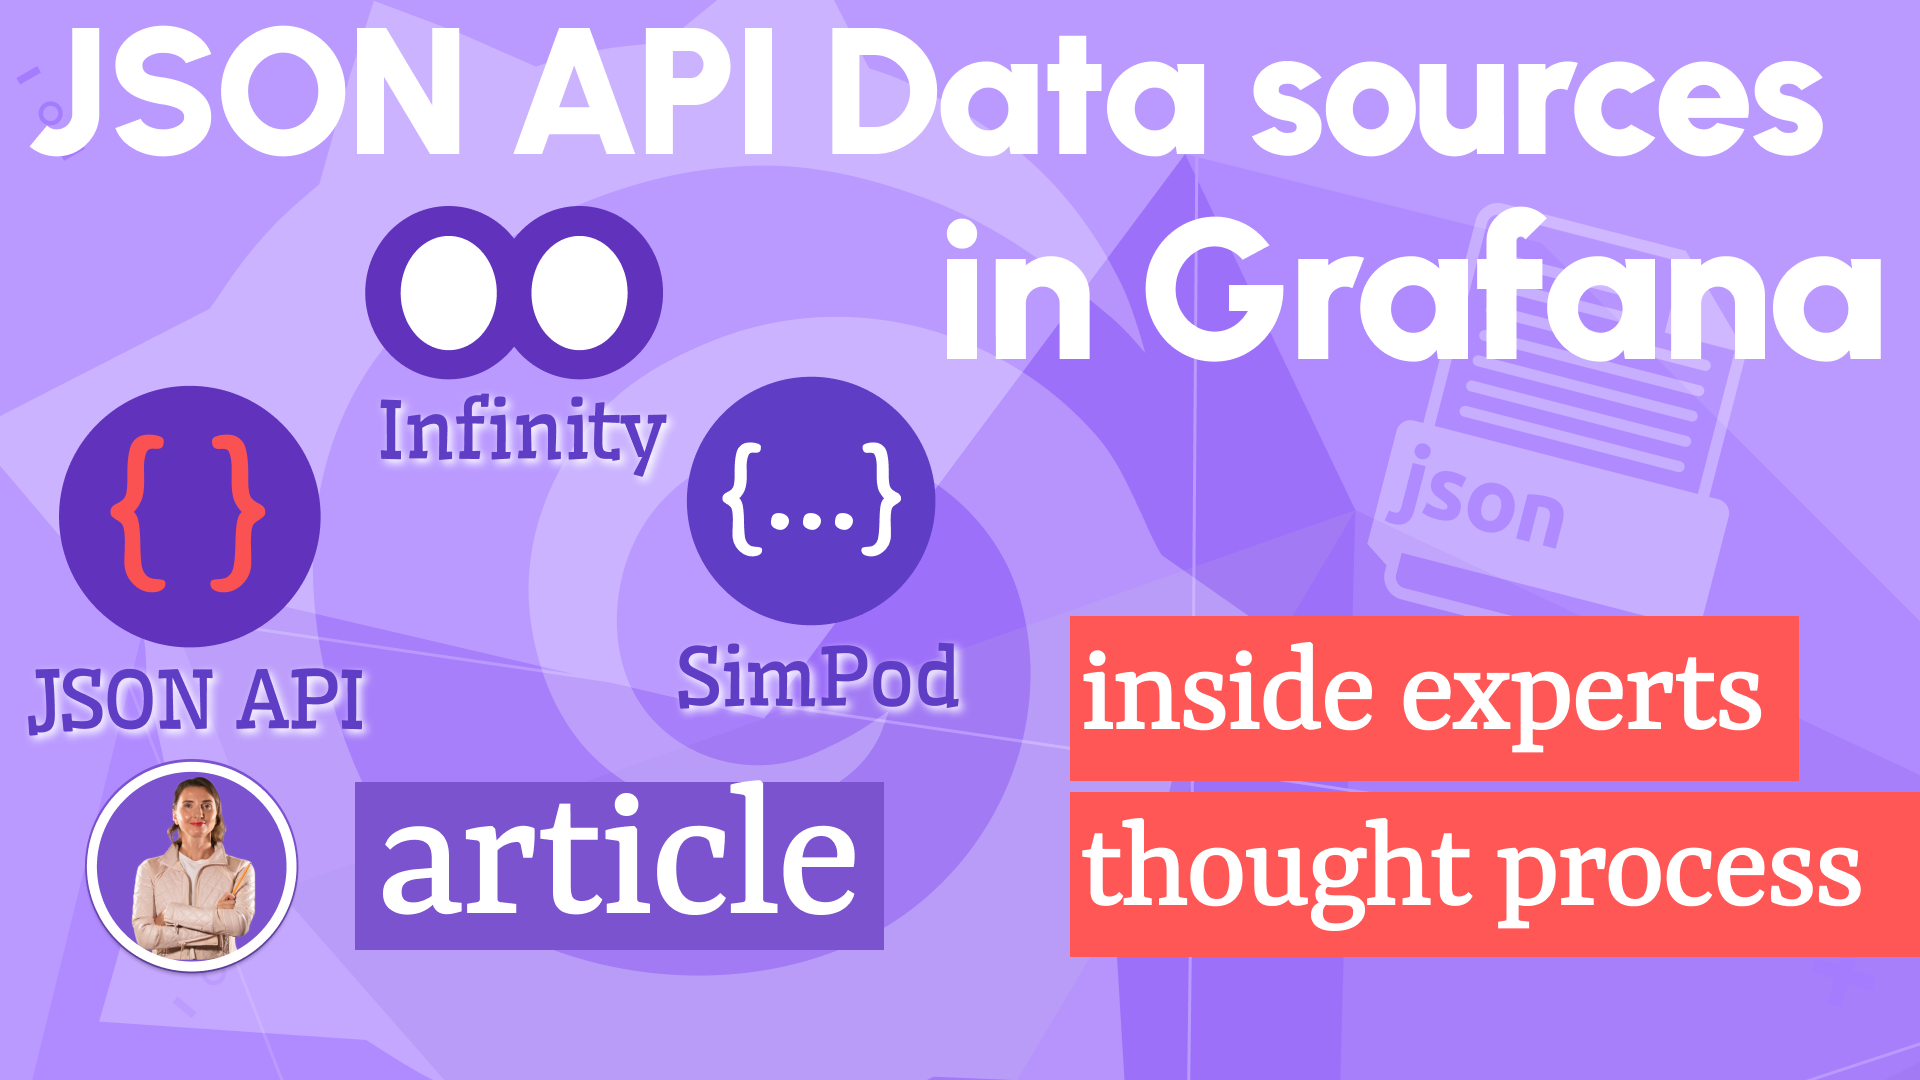 JSON API Data sources
in Grafana
Infinity
{ }
{...}
JSON API
SimPod
json
inside experts
thought process
article